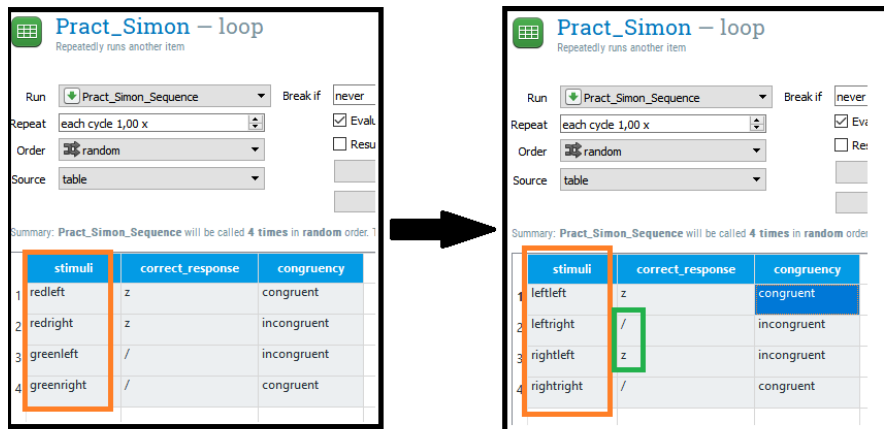 Pract_Simon — loop
Repeatedly runs another item
Run Pract_Simon_Sequence Break if never
Repeat each cycle 1,00 x Evalu
Order random Resu
Source table
Summary: Pract_Simon_Sequence will be called 4 times in random order. T
stimuli correct_response congruency
1 redleft z congruent
2 redright z incongruent
3 greenleft / incongruent
4 greenright / congruent
Pract_Simon — loop
Repeatedly runs another item
Run Pract_Simon_Sequence Break if never
Repeat each cycle 1,00 x Eva
Order random Res
Source table
Summary: Pract_Simon_Sequence will be called 4 times in random order
stimuli correct_response congruency
1 leftleft z congruent
2 leftright / incongruent
3 rightleft z incongruent
4 rightright / congruent